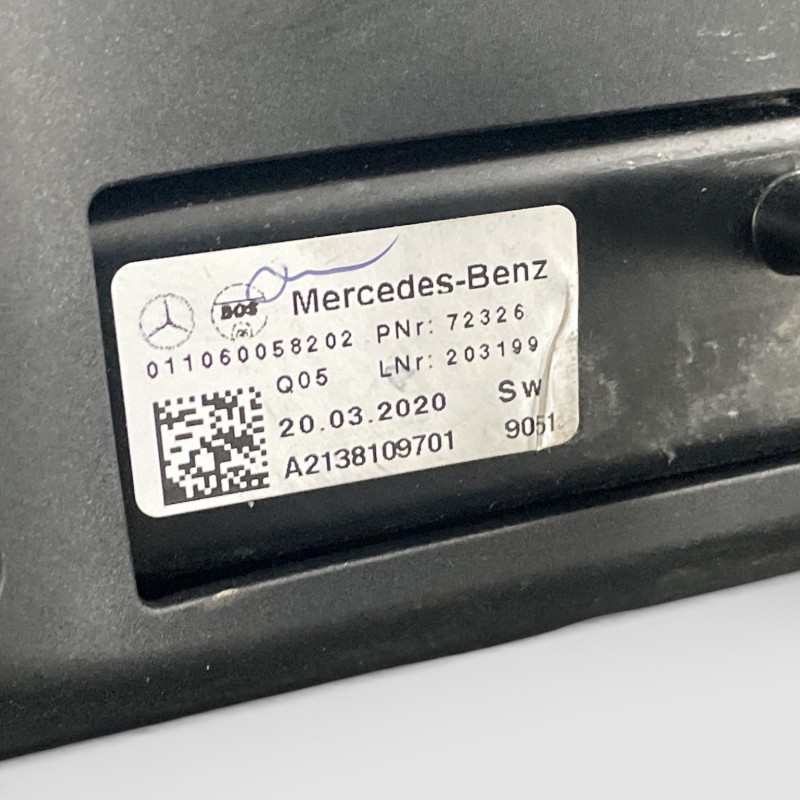 BOS Mercedes-Benz
011060058202 PNr: 72326
Q05 LNr: 203199
20.03.2020 SW
A2138109701 9051